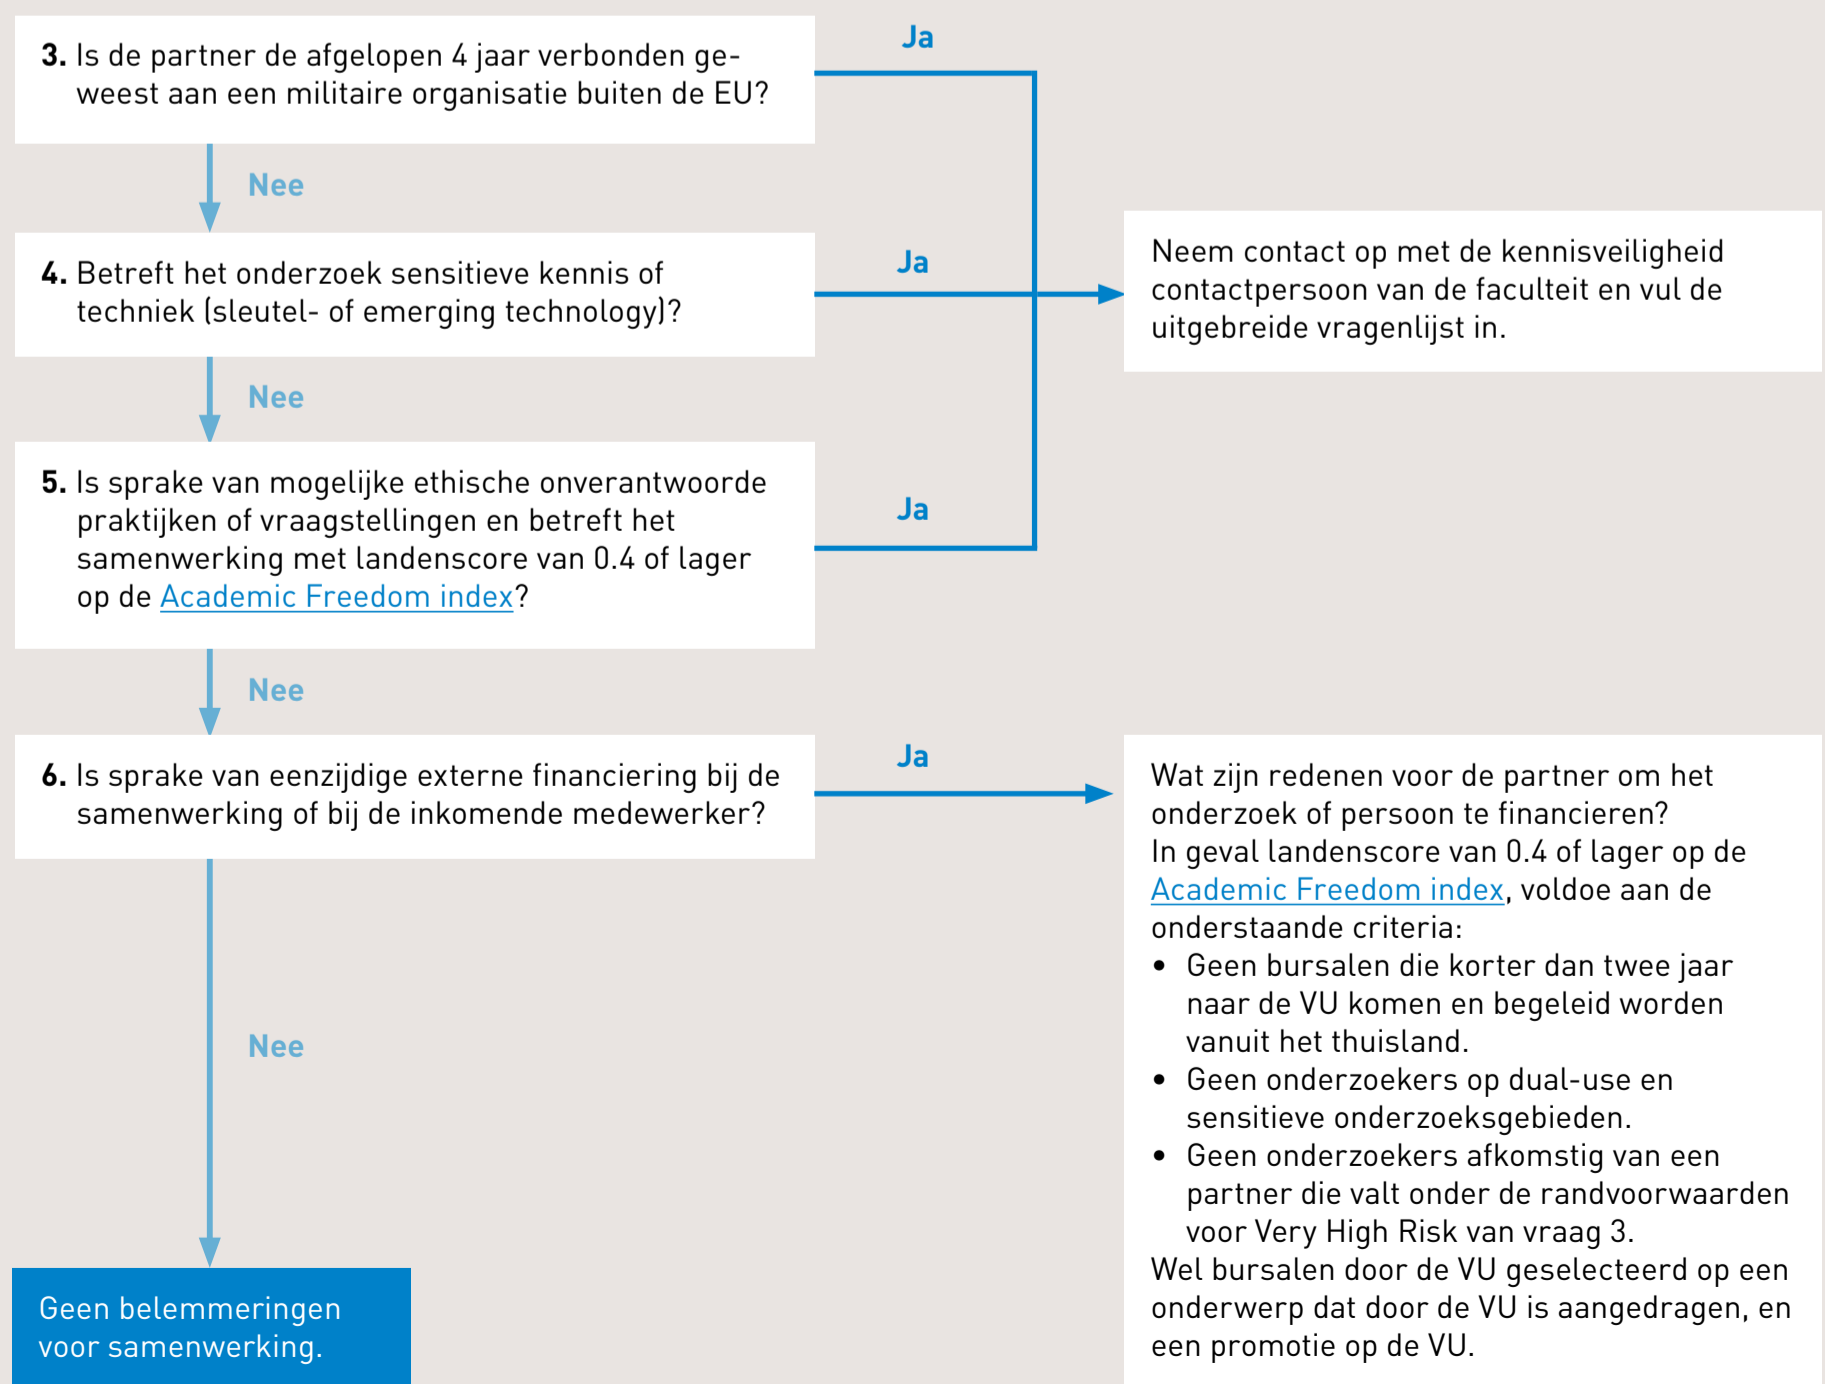 3. Is de partner de afgelopen 4 jaar verbonden ge-
weest aan een militaire organisatie buiten de EU?
Ja
Nee
4. Betreft het onderzoek sensitieve kennis of
techniek (sleutel- of emerging technology)?
Ja
Neem contact op met de kennisveiligheid
contactpersoon van de faculteit en vul de
uitgebreide vragenlijst in.
Nee
5. Is sprake van mogelijke ethische onverantwoorde
praktijken of vraagstellingen en betreft het
samenwerking met landenscore van 0.4 of lager
op de Academic Freedom index?
Ja
Nee
6. Is sprake van eenzijdige externe financiering bij de
samenwerking of bij de inkomende medewerker?
Ja
Wat zijn redenen voor de partner om het
onderzoek of persoon te financieren?
In geval landenscore van 0.4 of lager op de
Academic Freedom index, voldoe aan de
onderstaande criteria:
• Geen bursalen die korter dan twee jaar
naar de VU komen en begeleid worden
vanuit het thuisland.
• Geen onderzoekers op dual-use en
sensitieve onderzoeksgebieden.
• Geen onderzoekers afkomstig van een
partner die valt onder de randvoorwaarden
voor Very High Risk van vraag 3.
Wel bursalen door de VU geselecteerd op een
onderwerp dat door de VU is aangedragen, en
een promotie op de VU.
Nee
Geen belemmeringen
voor samenwerking.